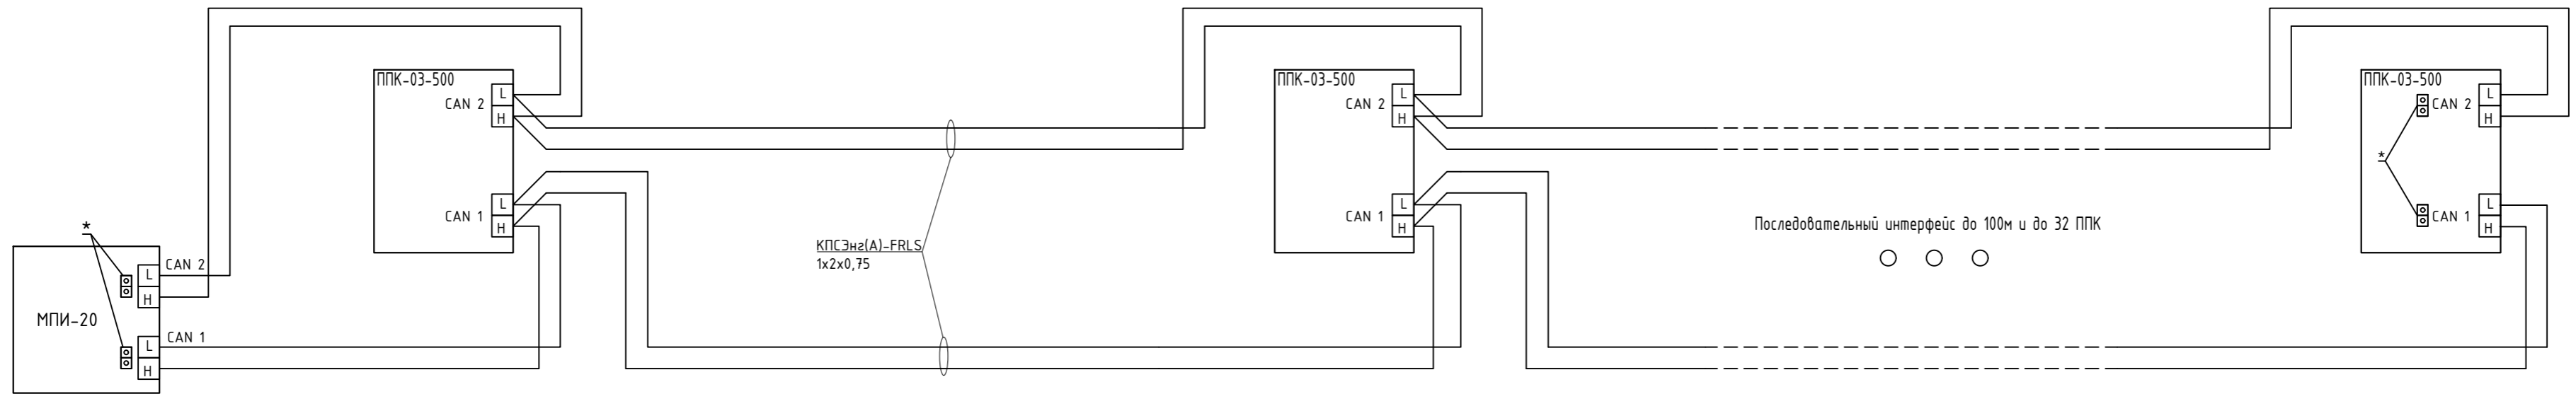 ППК-03-500
CAN 2
L
H
CAN 1
L
H
ППК-03-500
CAN 2
L
H
CAN 1
L
H
ППК-03-500
*
CAN 2
L
H
CAN 1
L
H
*
МПИ-20
CAN 2
L
H
CAN 1
L
H
КПСЭнг(А)-FRLS
1х2х0,75
Последовательный интерфейс до 100м и до 32 ППК